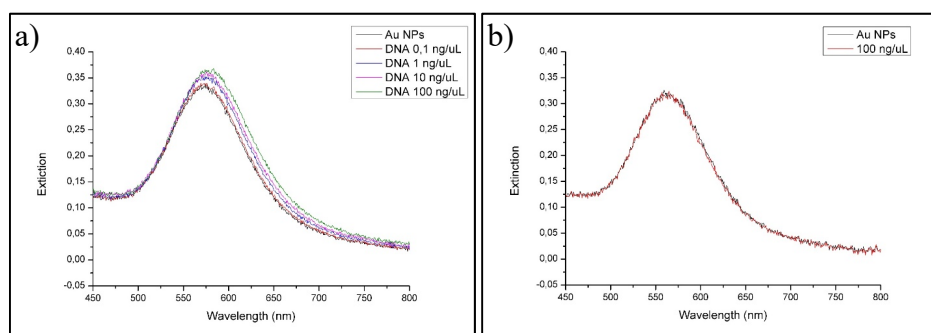 a)
Au NPs
DNA 0,1 ng/uL
DNA 1 ng/uL
DNA 10 ng/uL
DNA 100 ng/uL
0,40
0,35
0,30
0,25
0,20
0,15
0,10
0,05
0,00
-0,05
Extiction
450 500 550 600 650 700 750 800
Wavelength (nm)
b)
Au NPs
100 ng/uL
0,40
0,35
0,30
0,25
0,20
0,15
0,10
0,05
0,00
-0,05
Extinction
450 500 550 600 650 700 750 800
Wavelength (nm)